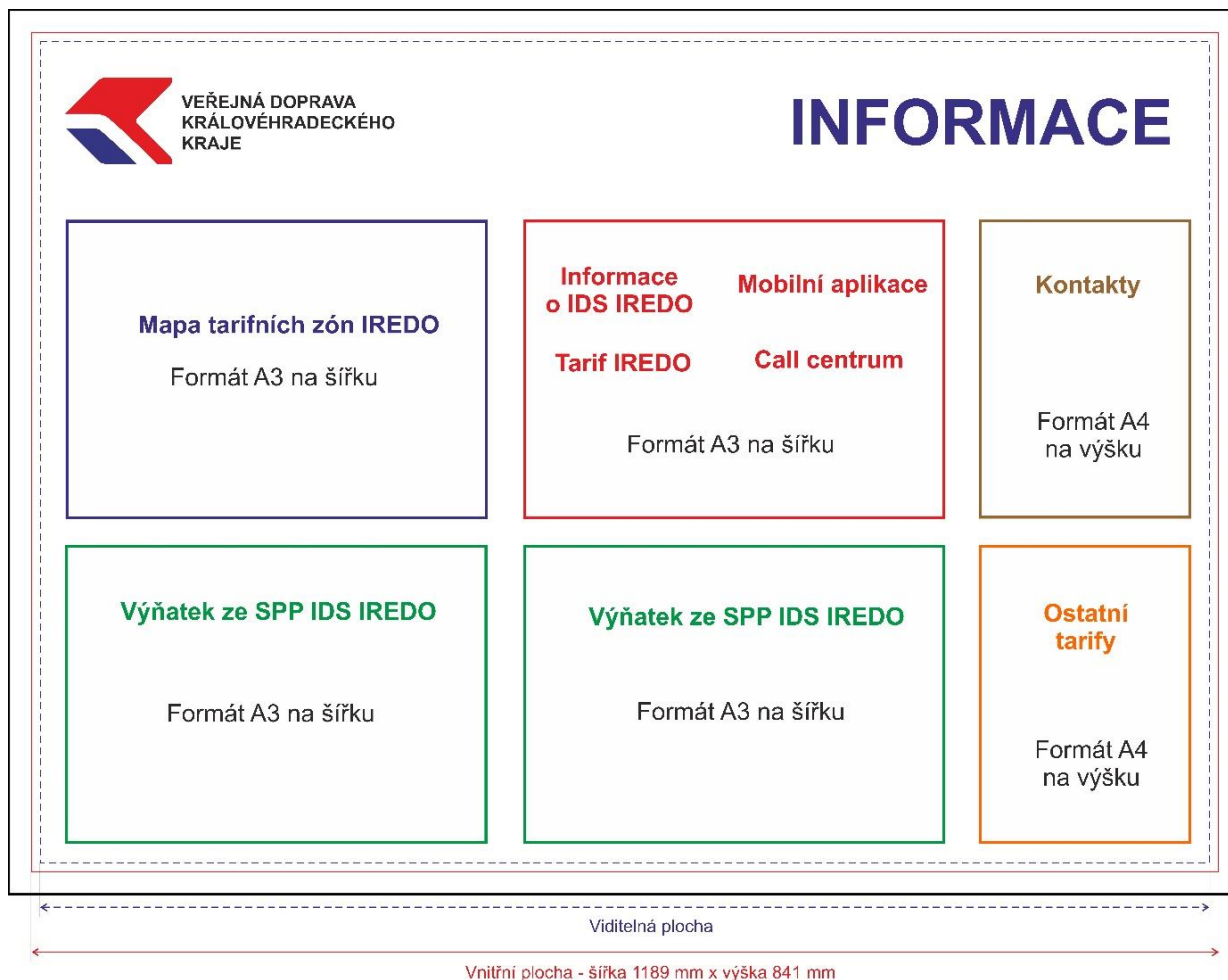 VEŘEJNÁ DOPRAVA
KRÁLOVÉHRADECKÉHO
KRAJE
INFORMACE
Mapa tarifních zón IREDO
Formát A3 na šířku
Informace
o IDS IREDO
Mobilní aplikace
Tarif IREDO
Call centrum
Formát A3 na šířku
Kontakty
Formát A4
na výšku
Výňatek ze SPP IDS IREDO
Formát A3 na šířku
Výňatek ze SPP IDS IREDO
Formát A3 na šířku
Ostatní
tarify
Formát A4
na výšku
Viditelná plocha
Vnitřní plocha - šířka 1189 mm x výška 841 mm